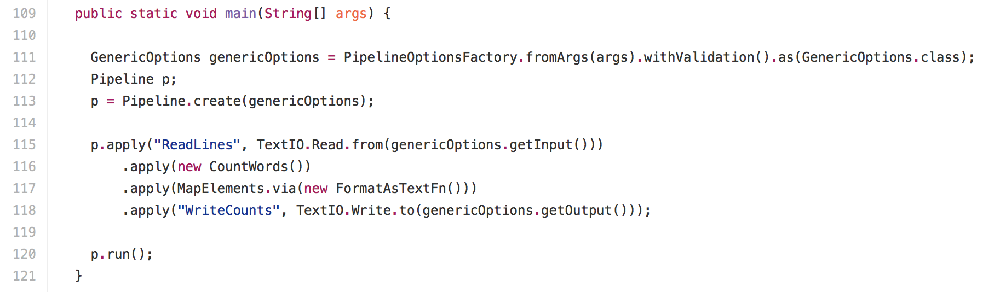 109 public static void main(String[] args) {
110
111 GenericOptions genericOptions = PipelineOptionsFactory.fromArgs(args).withValidation().as(GenericOptions.class);
112 Pipeline p;
113 p = Pipeline.create(genericOptions);
114
115 p.apply("ReadLines", TextIO.Read.from(genericOptions.getInput()))
116 .apply(new CountWords())
117 .apply(MapElements.via(new FormatAsTextFn()))
118 .apply("WriteCounts", TextIO.Write.to(genericOptions.getOutput()));
119
120 p.run();
121 }